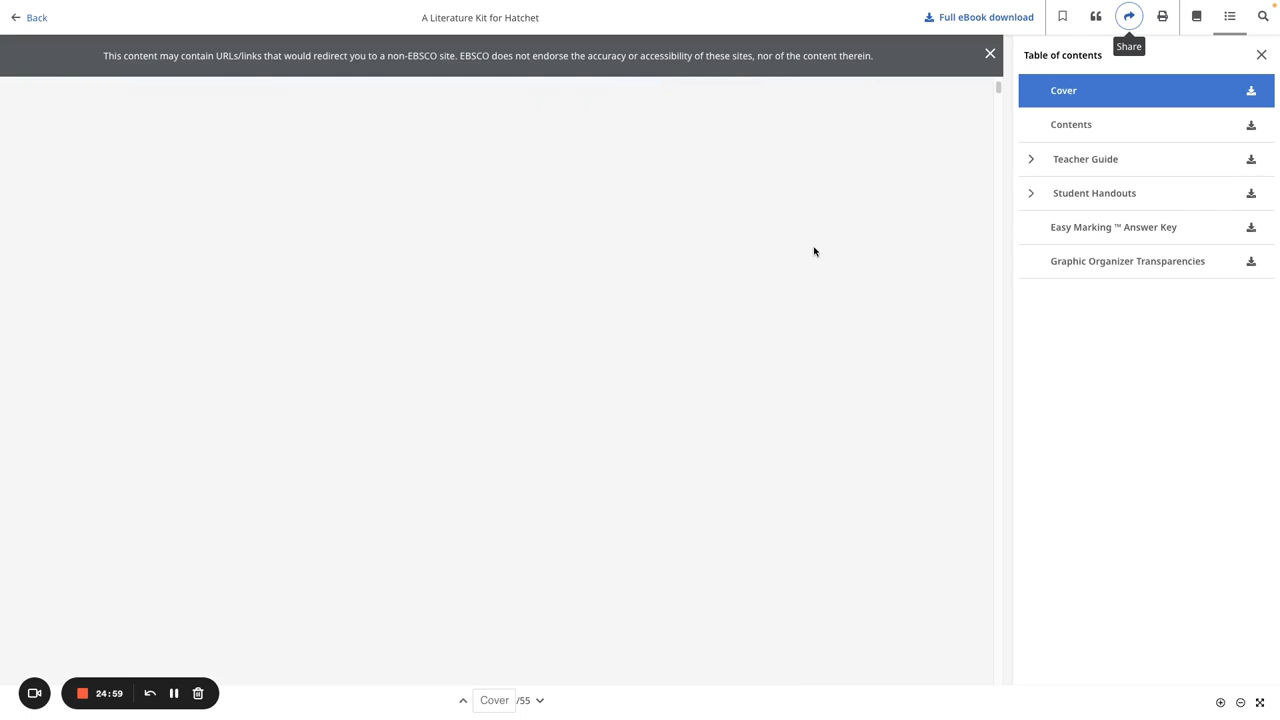 Back
A Literature Kit for Hatchet
Full eBook download
Share
This content may contain URLs/links that would redirect you to a non-EBSCO site. EBSCO does not endorse the accuracy or accessibility of these sites, nor of the content therein.
Table of contents
Cover
Contents
Teacher Guide
Student Handouts
Easy Marking ™ Answer Key
Graphic Organizer Transparencies
24:59
Cover /55